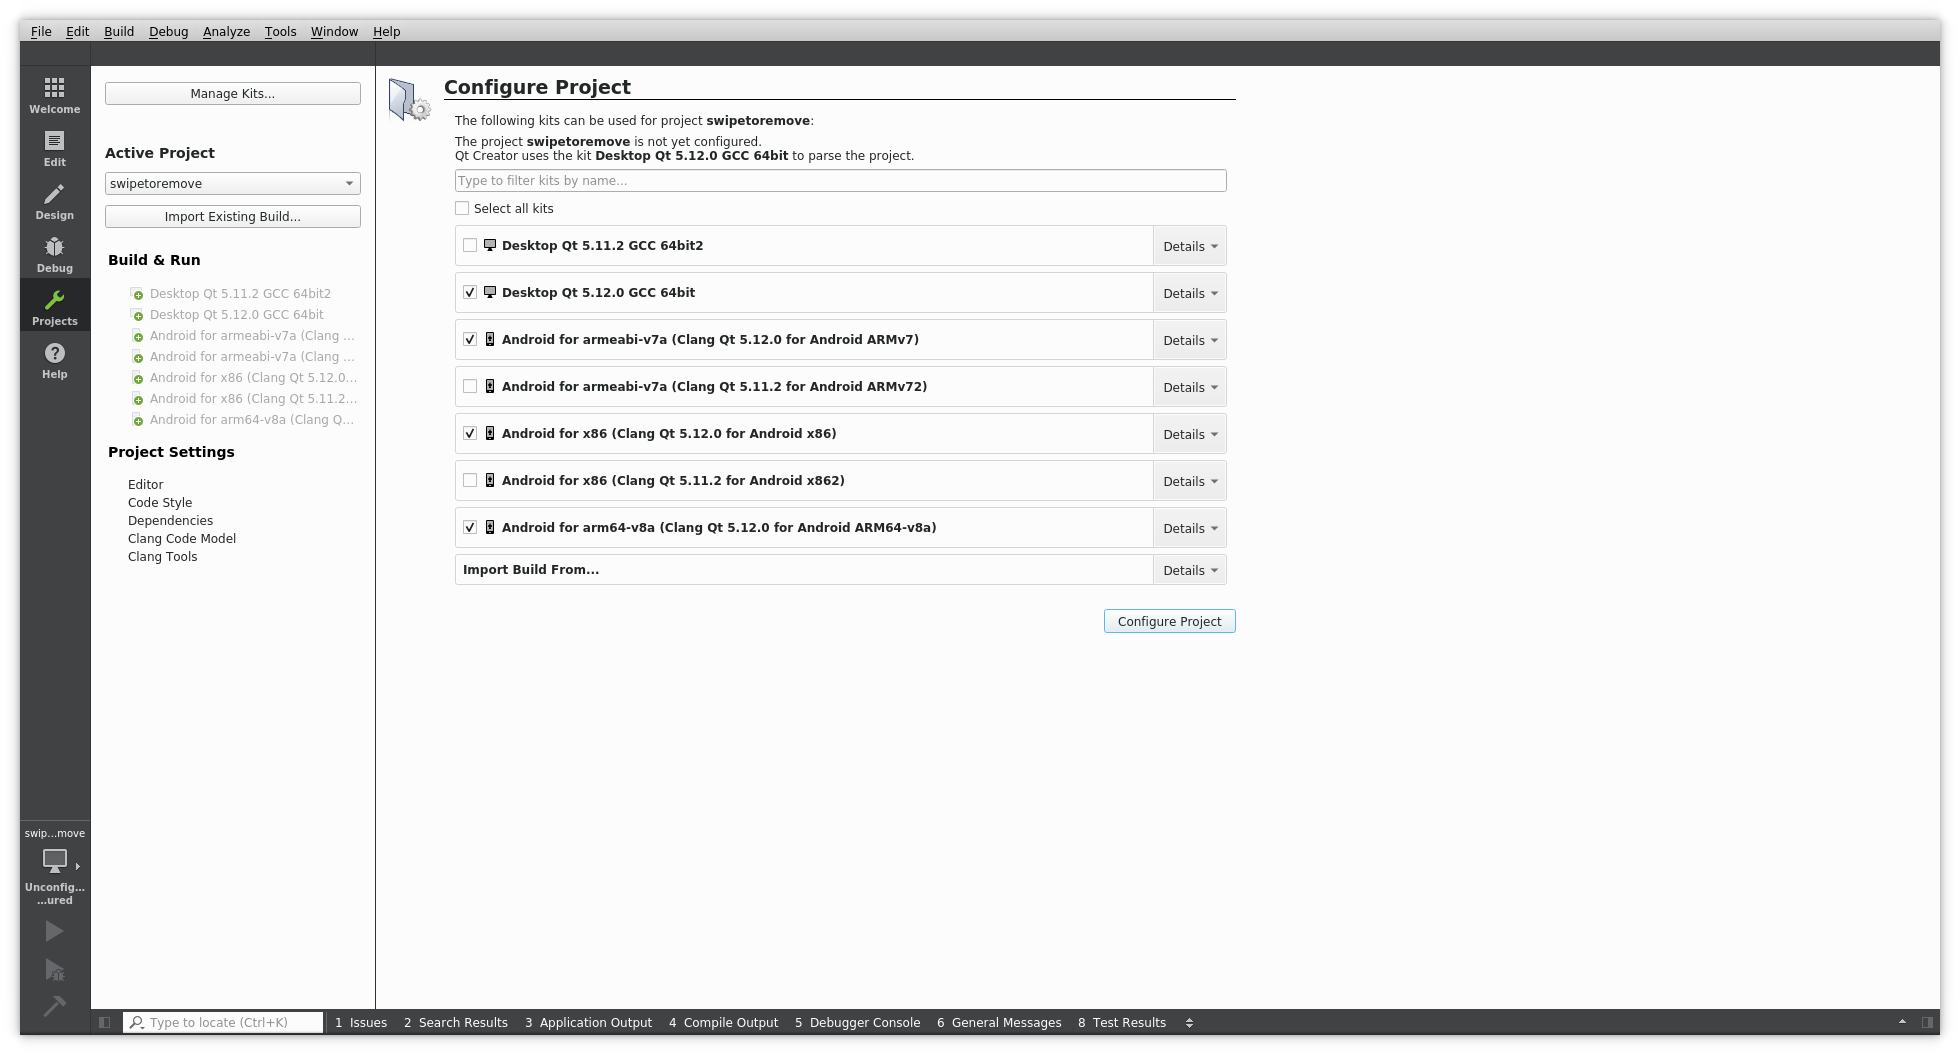 File Edit Build Debug Analyze Tools Window Help
Welcome
Edit
Design
Debug
Projects
Help
swip...move
Unconfig...
...ured
Manage Kits...
Active Project
swipetoremove
Import Existing Build...
Build & Run
Desktop Qt 5.11.2 GCC 64bit2
Desktop Qt 5.12.0 GCC 64bit
Android for armeabi-v7a (Clang ...
Android for armeabi-v7a (Clang ...
Android for x86 (Clang Qt 5.12.0...
Android for x86 (Clang Qt 5.11.2...
Android for arm64-v8a (Clang Q...
Project Settings
Editor
Code Style
Dependencies
Clang Code Model
Clang Tools
Configure Project
The following kits can be used for project swipetoremove:
The project swipetoremove is not yet configured.
Qt Creator uses the kit Desktop Qt 5.12.0 GCC 64bit to parse the project.
Type to filter kits by name...
Select all kits
Desktop Qt 5.11.2 GCC 64bit2 Details
Desktop Qt 5.12.0 GCC 64bit Details
Android for armeabi-v7a (Clang Qt 5.12.0 for Android ARMv7) Details
Android for armeabi-v7a (Clang Qt 5.11.2 for Android ARMv72) Details
Android for x86 (Clang Qt 5.12.0 for Android x86) Details
Android for x86 (Clang Qt 5.11.2 for Android x862) Details
Android for arm64-v8a (Clang Qt 5.12.0 for Android ARM64-v8a) Details
Import Build From... Details
Configure Project
Type to locate (Ctrl+K) 1 Issues 2 Search Results 3 Application Output 4 Compile Output 5 Debugger Console 6 General Messages 8 Test Results